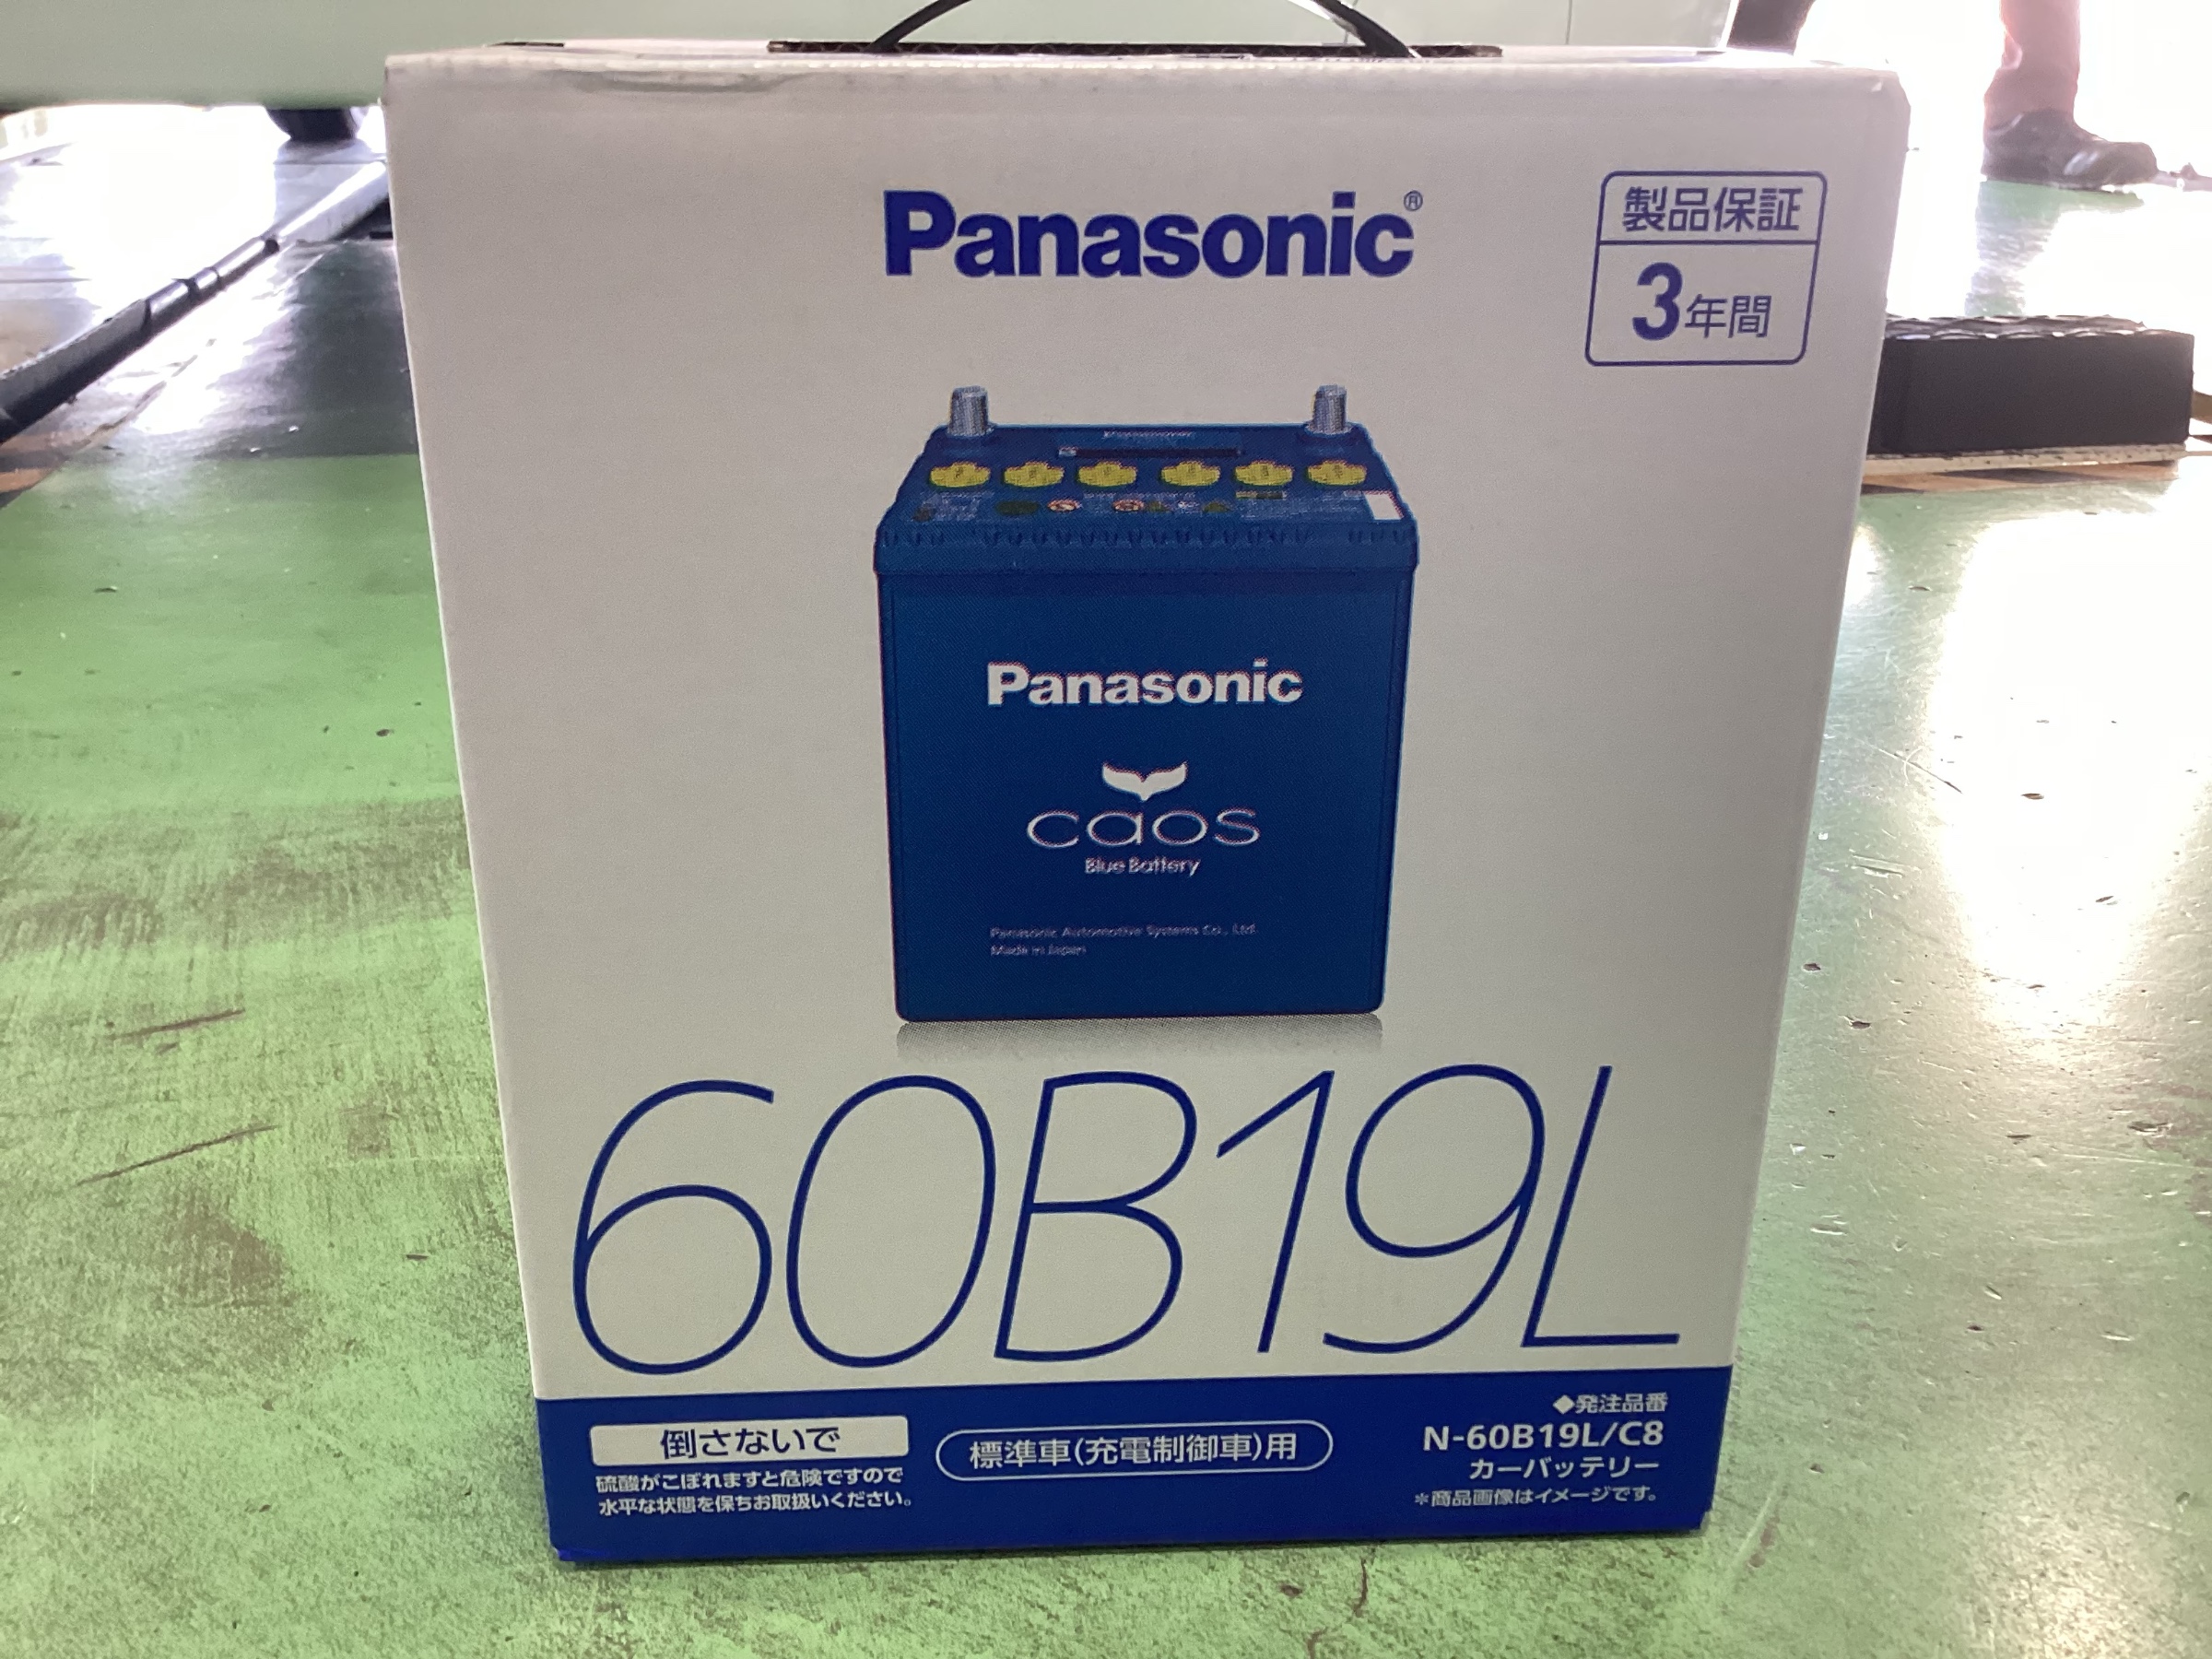 Panasonic®
製品保証
3年間
Panasonic
caos
Blue Battery
Panasonic Automotive Systems Co., Ltd.
Made in Japan
60B19L
倒さないで
硫酸がこぼれますと危険ですので
水平な状態を保ちお取扱いください。
標準車(充電制御車)用
◆発注品番
N-60B19L/C8
カーバッテリー
＊商品画像はイメージです。